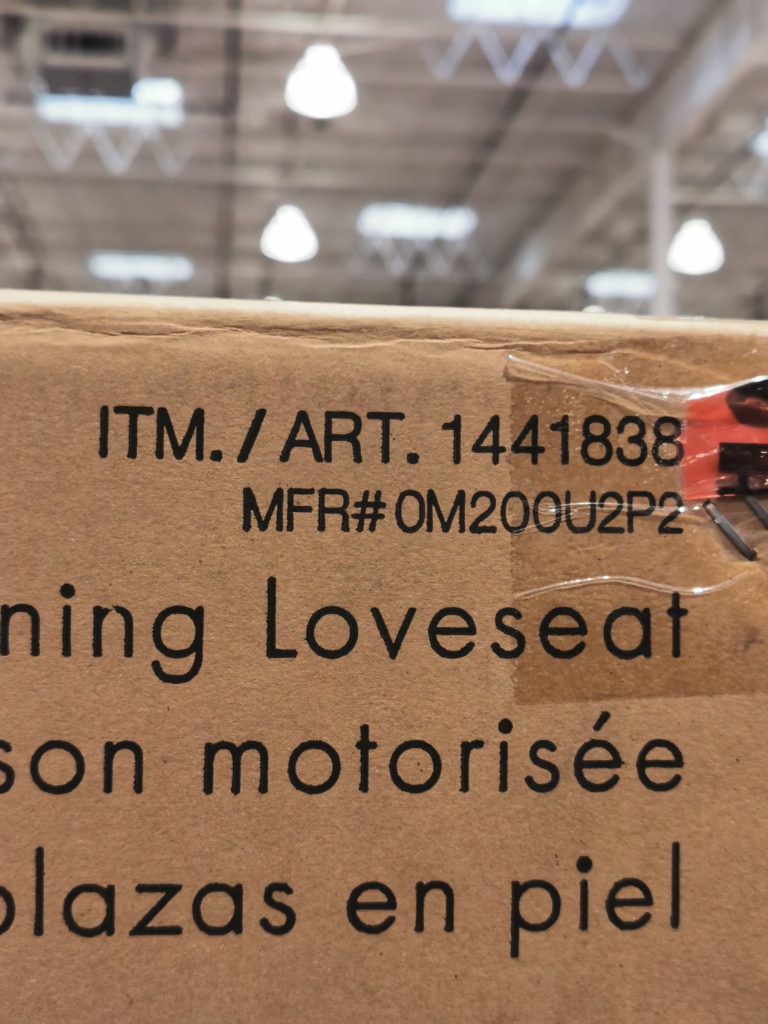 ITM. / ART. 1441838
MFR# 0M200U2P2
ning Loveseat
son motorisée
plazas en piel